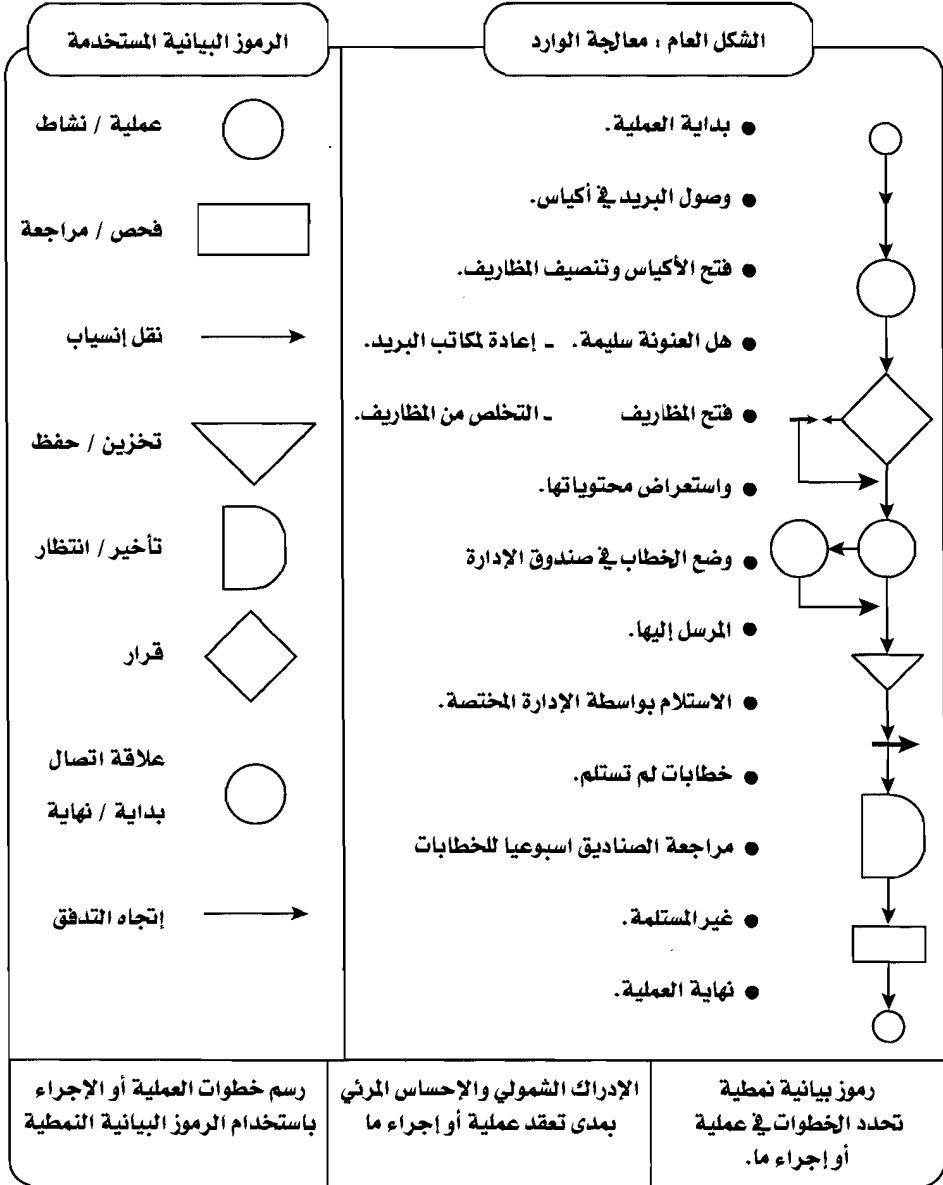 الشكل العام : معالجة الوارد
● بداية العملية.
● وصول البريد في أكياس.
● فتح الأكياس وتنصيف المظاريف.
● هل العنونة سليمة. - إعادة لمكاتب البريد.
● فتح المظاريف - التخلص من المظاريف.
● واستعراض محتوياتها.
● وضع الخطاب في صندوق الإدارة
● المرسل إليها.
● الاستلام بواسطة الإدارة المختصة.
● خطابات لم تستلم.
● مراجعة الصناديق اسبوعيا للخطابات
● غير المستلمة.
● نهاية العملية.
الرموز البيانية المستخدمة
عملية / نشاط
فحص / مراجعة
نقل إنسياب
تخزين / حفظ
تأخير / انتظار
قرار
علاقة اتصال
بداية / نهاية
إتجاه التدفق
رموز بيانية نمطية
تحدد الخطوات في عملية
أو إجراء ما.
الإدراك الشمولي والإحساس المرئي
بمدى تعقد عملية أو إجراء ما
رسم خطوات العملية أو الإجراء
باستخدام الرموز البيانية النمطية